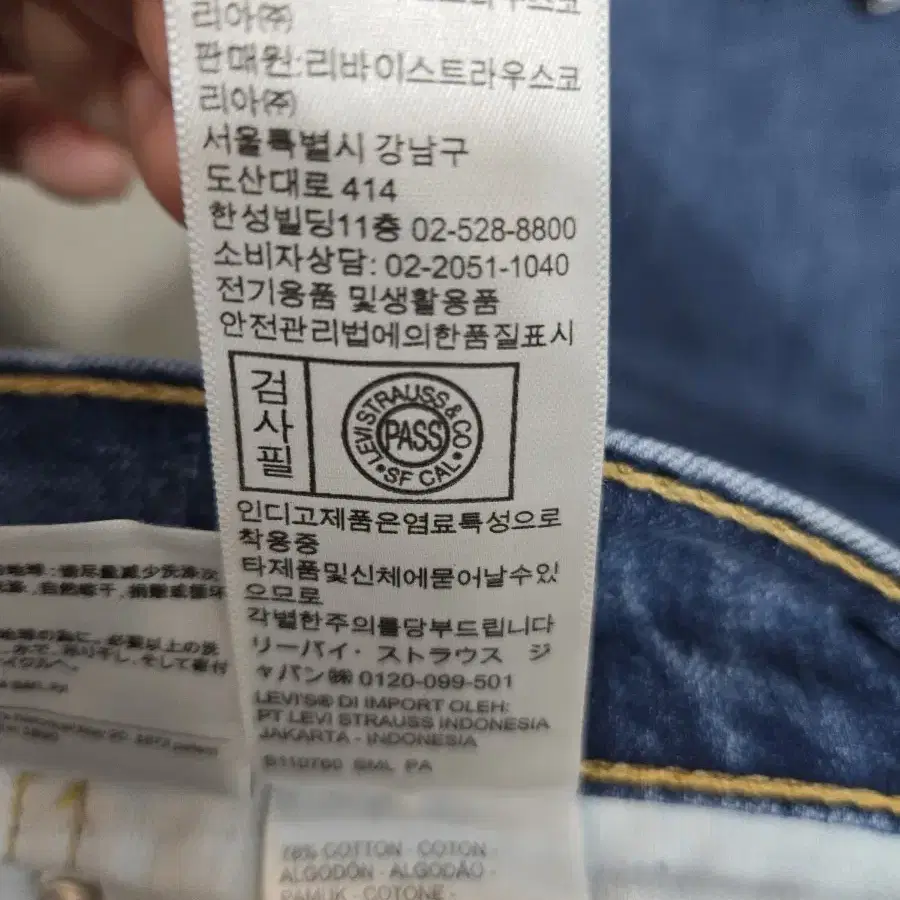 리아㈜
판매원:리바이스트라우스코
리아㈜
서울특별시 강남구
도산대로 414
한성빌딩11층 02-528-8800
소비자상담: 02-2051-1040
전기용품 및생활용품
안전관리법에의한품질표시
검사필
LEVI STRAUSS & CO
PASS
SF CAL
인디고제품은염료특성으로
착용중
타제품및신체에묻어날수있
으므로
각별한주의를당부드립니다
リーバイ・ストラウス ジ
ャパン㈱ 0120-099-501
LEVI'S® DI IMPORT OLEH:
PT LEVI STRAUSS INDONESIA
JAKARTA - INDONESIA
COTTON - COTON -
ALGODÓN - ALGODÃO -
PAMUK - COTONE -